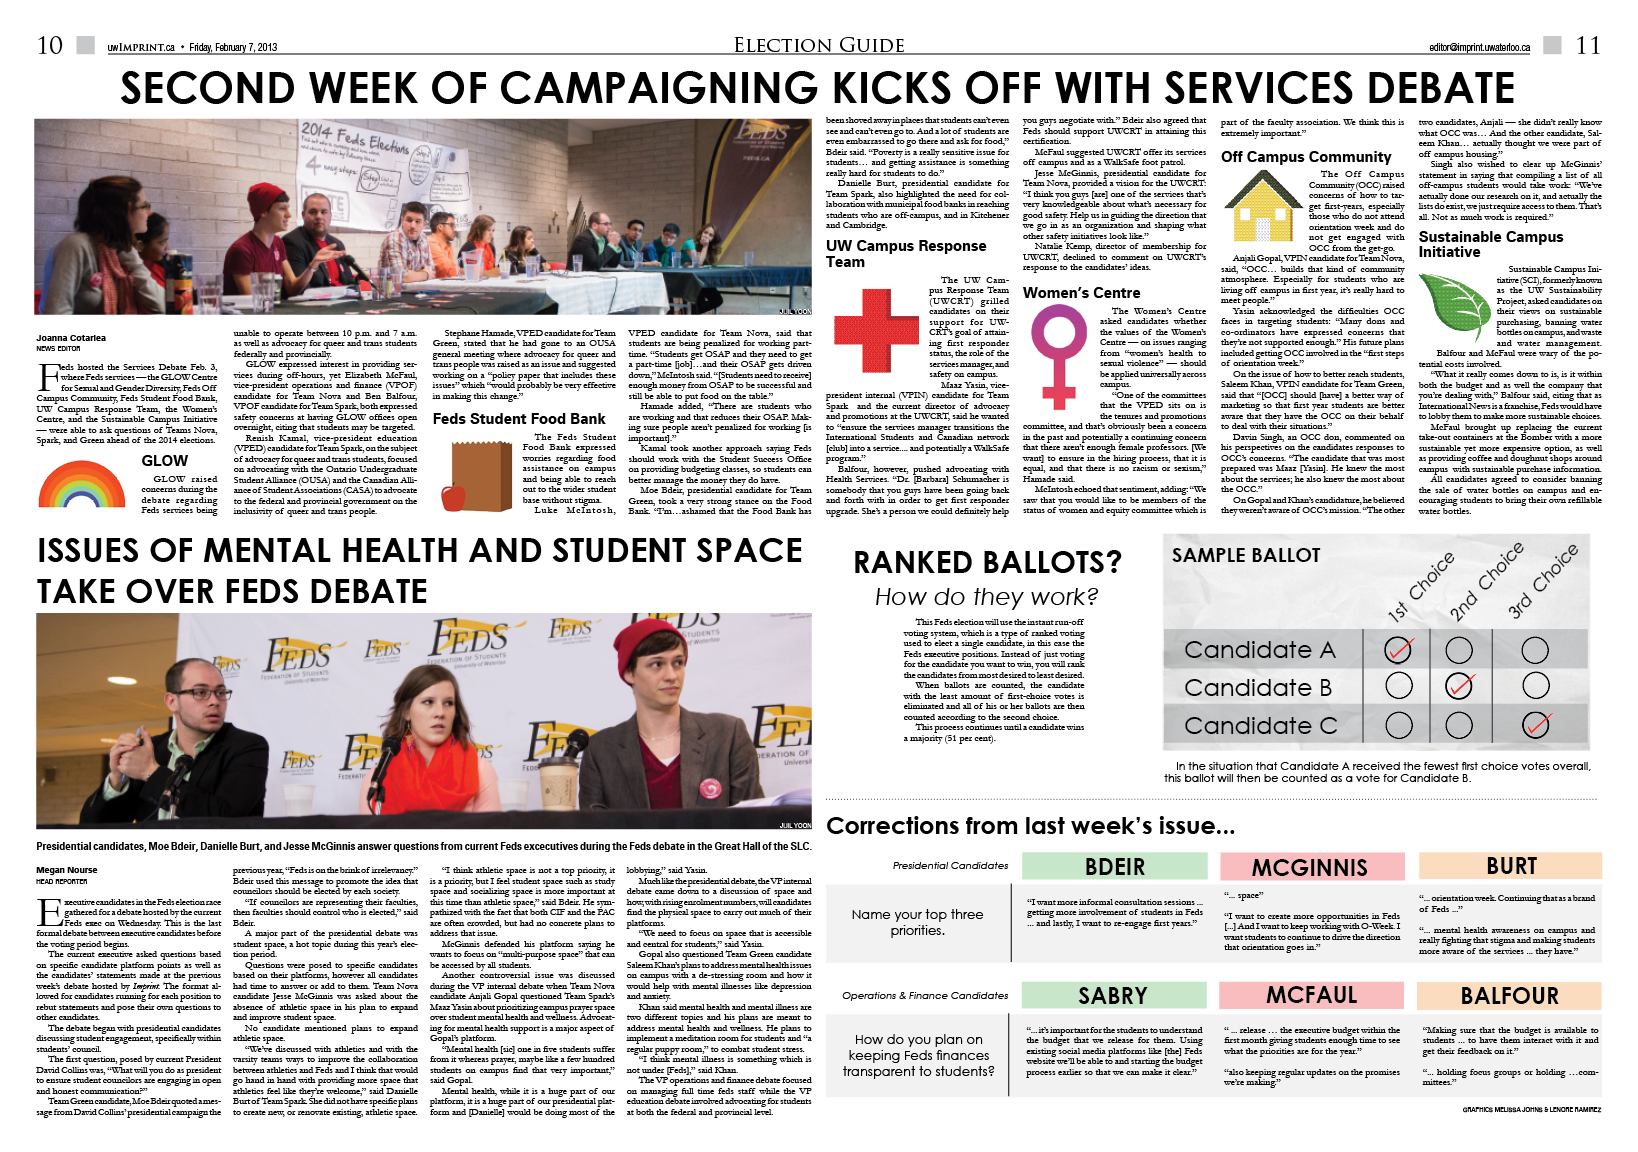 10
uwIMPRINT.ca • Friday, February 7, 2013
ELECTION GUIDE
editor@imprint.uwaterloo.ca
11
SECOND WEEK OF CAMPAIGNING KICKS OFF WITH SERVICES DEBATE
2014 Feds Elections
4 easy steps:
FEDS
JUIL YOON
Joanna Cotarlea
NEWS EDITOR
Feds hosted the Services Debate Feb. 3,
where Feds services — the GLOW Centre
for Sexual and Gender Diversity, Feds Off
Campus Community, Feds Student Food Bank,
UW Campus Response Team, the Women's
Centre, and the Sustainable Campus Initiative
— were able to ask questions of Teams Nova,
Spark, and Green ahead of the 2014 elections.
GLOW
GLOW raised
concerns during the
debate regarding
Feds services being
unable to operate between 10 p.m. and 7 a.m.
as well as advocacy for queer and trans students
federally and provincially.
GLOW expressed interest in providing ser-
vices during off-hours, yet Elizabeth McFaul,
vice-president operations and finance (VPOF)
candidate for Team Nova and Ben Balfour,
VPOF candidate for Team Spark, both expressed
safety concerns at having GLOW offices open
overnight, citing that students may be targeted.
Renish Kamal, vice-president education
(VPED) candidate for Team Spark, on the subject
of advocacy for queer and trans students, focused
on advocating with the Ontario Undergraduate
Student Alliance (OUSA) and the Canadian Alli-
ance of Student Associations (CASA) to advocate
to the federal and provincial government on the
inclusivity of queer and trans people.
Stephane Hamade, VPED candidate for Team
Green, stated that he had gone to an OUSA
general meeting where advocacy for queer and
trans people was raised as an issue and suggested
working on a "policy paper that includes these
issues" which "would probably be very effective
in making this change."
Feds Student Food Bank
The Feds Student
Food Bank expressed
worries regarding food
assistance on campus
and being able to reach
out to the wider student
base without stigma.
Luke McIntosh,
VPED candidate for Team Nova, said that
students are being penalized for working part-
time. "Students get OSAP and they need to get
a part-time [job]…and their OSAP gets driven
down," McIntosh said. "[Students need to receive]
enough money from OSAP to be successful and
still be able to put food on the table."
Hamade added, "There are students who
are working and that reduces their OSAP. Mak-
ing sure people aren't penalized for working [is
important]."
Kamal took another approach saying Feds
should work with the Student Success Office
on providing budgeting classes, so students can
better manage the money they do have.
Moe Bdeir, presidential candidate for Team
Green, took a very strong stance on the Food
Bank. "I'm…ashamed that the Food Bank has
been shoved away in places that students can't even
see and can't even go to. And a lot of students are
even embarrassed to go there and ask for food,"
Bdeir said. "Poverty is a really sensitive issue for
students… and getting assistance is something
really hard for students to do."
Danielle Burt, presidential candidate for
Team Spark, also highlighted the need for col-
laboration with municipal food banks in reaching
students who are off-campus, and in Kitchener
and Cambridge.
UW Campus Response
Team
The UW Cam-
pus Response Team
(UWCRT) grilled
candidates on their
support for UW-
CRT's goal of attain-
ing first responder
status, the role of the
services manager, and
safety on campus.
Maaz Yasin, vice-
president internal (VPIN) candidate for Team
Spark and the current director of advocacy
and promotions at the UWCRT, said he wanted
to "ensure the services manager transitions the
International Students and Canadian network
[club] into a service.... and potentially a WalkSafe
program."
Balfour, however, pushed advocating with
Health Services. "Dr. [Barbara] Schumacher is
somebody that you guys have been going back
and forth with in order to get first responder
upgrade. She's a person we could definitely help
you guys negotiate with." Bdeir also agreed that
Feds should support UWCRT in attaining this
certification.
McFaul suggested UWCRT offer its services
off campus and as a WalkSafe foot patrol.
Jesse McGinnis, presidential candidate for
Team Nova, provided a vision for the UWCRT:
"I think you guys [are] one of the services that's
very knowledgeable about what's necessary for
good safety. Help us in guiding the direction that
we go in as an organization and shaping what
other safety initiatives look like."
Natalie Kemp, director of membership for
UWCRT, declined to comment on UWCRT's
response to the candidates' ideas.
Women's Centre
The Women's Centre
asked candidates whether
the values of the Women's
Centre — on issues ranging
from "women's health to
sexual violence" — should
be applied universally across
campus.
"One of the committees
that the VPED sits on is
the tenures and promotions
committee, and that's obviously been a concern
in the past and potentially a continuing concern
that there aren't enough female professors. [We
want] to ensure in the hiring process, that it is
equal, and that there is no racism or sexism,"
Hamade said.
McIntosh echoed that sentiment, adding: "We
saw that you would like to be members of the
status of women and equity committee which is
part of the faculty association. We think this is
extremely important."
Off Campus Community
The Off Campus
Community (OCC) raised
concerns of how to tar-
get first-years, especially
those who do not attend
orientation week and do
not get engaged with
OCC from the get-go.
Anjali Gopal, VPIN candidate for Team Nova,
said, "OCC… builds that kind of community
atmosphere. Especially for students who are
living off campus in first year, it's really hard to
meet people."
Yasin acknowledged the difficulties OCC
faces in targeting students: "Many dons and
co-ordinators have expressed concerns that
they're not supported enough." His future plans
included getting OCC involved in the "first steps
of orientation week."
On the issue of how to better reach students,
Saleem Khan, VPIN candidate for Team Green,
said that "[OCC] should [have] a better way of
marketing so that first year students are better
aware that they have the OCC on their behalf
to deal with their situations."
Davin Singh, an OCC don, commented on
his perspectives on the candidates' responses to
OCC's concerns. "The candidate that was most
prepared was Maaz [Yasin]. He knew the most
about the services; he also knew the most about
the OCC."
On Gopal and Khan's candidature, he believed
they weren't aware of OCC's mission. "The other
two candidates, Anjali — she didn't really know
what OCC was… And the other candidate, Sal-
eem Khan… actually thought we were part of
off campus housing."
Singh also wished to clear up McGinnis'
statement in saying that compiling a list of all
off-campus students would take work: "We've
actually done our research on it, and actually the
lists do exist, we just require access to them. That's
all. Not as much work is required."
Sustainable Campus
Initiative
Sustainable Campus Ini-
tiative (SCI), formerly known
as the UW Sustainability
Project, asked candidates on
their views on sustainable
purchasing, banning water
bottles on campus, and waste
and water management.
Balfour and McFaul were wary of the po-
tential costs involved.
"What it really comes down to is, is it within
both the budget and as well the company that
you're dealing with," Balfour said, citing that as
International News is a franchise, Feds would have
to lobby them to make more sustainable choices.
McFaul brought up replacing the current
take-out containers at the Bomber with a more
sustainable yet more expensive option, as well
as providing coffee and doughnut shops around
campus with sustainable purchase information.
All candidates agreed to consider banning
the sale of water bottles on campus and en-
couraging students to bring their own refillable
water bottles.
ISSUES OF MENTAL HEALTH AND STUDENT SPACE
TAKE OVER FEDS DEBATE
FEDS
FEDERATION OF STUDENTS
University of Waterloo
JUIL YOON
Presidential candidates, Moe Bdeir, Danielle Burt, and Jesse McGinnis answer questions from current Feds excecutives during the Feds debate in the Great Hall of the SLC.
Megan Nourse
HEAD REPORTER
Executive candidates in the Feds election race
gathered for a debate hosted by the current
Feds exec on Wednesday. This is the last
formal debate between executive candidates before
the voting period begins.
The current executive asked questions based
on specific candidate platform points as well as
the candidates' statements made at the previous
week's debate hosted by Imprint. The format al-
lowed for candidates running for each position to
rebut statements and pose their own questions to
other candidates.
The debate began with presidential candidates
discussing student engagement, specifically within
students' council.
The first question, posed by current President
David Collins was, "What will you do as president
to ensure student councilors are engaging in open
and honest communication?"
Team Green candidate, Moe Bdeir quoted a mes-
sage from David Collins' presidential campaign the
previous year, "Feds is on the brink of irrelevancy."
Bdeir used this message to promote the idea that
councilors should be elected by each society.
"If councilors are representing their faculties,
then faculties should control who is elected," said
Bdeir.
A major part of the presidential debate was
student space, a hot topic during this year's elec-
tion period.
Questions were posed to specific candidates
based on their platforms, however all candidates
had time to answer or add to them. Team Nova
candidate Jesse McGinnis was asked about the
absence of athletic space in his plan to expand
and improve student space.
No candidate mentioned plans to expand
athletic space.
"We've discussed with athletics and with the
varsity teams ways to improve the collaboration
between athletics and Feds and I think that would
go hand in hand with providing more space that
athletics feel like they're welcome," said Danielle
Burt of Team Spark. She did not have specific plans
to create new, or renovate existing, athletic space.
"I think athletic space is not a top priority, it
is a priority, but I feel student space such as study
space and socializing space is more important at
this time than athletic space," said Bdeir. He sym-
pathized with the fact that both CIF and the PAC
are often crowded, but had no concrete plans to
address that issue.
McGinnis defended his platform saying he
wants to focus on "multi-purpose space" that can
be accessed by all students.
Another controversial issue was discussed
during the VP internal debate when Team Nova
candidate Anjali Gopal questioned Team Spark's
Maaz Yasin about prioritizing campus prayer space
over student mental health and wellness. Advocat-
ing for mental health support is a major aspect of
Gopal's platform.
"Mental health [sic] one in five students suffer
from it whereas prayer, maybe like a few hundred
students on campus find that very important,"
said Gopal.
Mental health, while it is a huge part of our
platform, it is a huge part of our presidential plat-
form and [Danielle] would be doing most of the
lobbying," said Yasin.
Much like the presidential debate, the VP internal
debate came down to a discussion of space and
how, with rising enrolment numbers, will candidates
find the physical space to carry out much of their
platforms.
"We need to focus on space that is accessible
and central for students," said Yasin.
Gopal also questioned Team Green candidate
Saleem Khan's plans to address mental health issues
on campus with a de-stressing room and how it
would help with mental illnesses like depression
and anxiety.
Khan said mental health and mental illness are
two different topics and his plans are meant to
address mental health and wellness. He plans to
implement a meditation room for students and "a
regular puppy room," to combat student stress.
"I think mental illness is something which is
not under [Feds]," said Khan.
The VP operations and finance debate focused
on managing full time feds staff while the VP
education debate involved advocating for students
at both the federal and provincial level.
RANKED BALLOTS?
How do they work?
This Feds election will use the instant run-off
voting system, which is a type of ranked voting
used to elect a single candidate, in this case the
Feds executive positions. Instead of just voting
for the candidate you want to win, you will rank
the candidates from most desired to least desired.
When ballots are counted, the candidate
with the least amount of first-choice votes is
eliminated and all of his or her ballots are then
counted according to the second choice.
This process continues until a candidate wins
a majority (51 per cent).
SAMPLE BALLOT
1st Choice
2nd Choice
3rd Choice
Candidate A
Candidate B
Candidate C
In the situation that Candidate A received the fewest first choice votes overall,
this ballot will then be counted as a vote for Candidate B.
Corrections from last week's issue...
Presidential Candidates
BDEIR
MCGINNIS
BURT
Name your top three
priorities.
"I want more informal consultation sessions ...
getting more involvement of students in Feds
... and lastly, I want to re-engage first years."
"... space"
"I want to create more opportunities in Feds
[...] And I want to keep working with O-Week. I
want students to continue to drive the direction
that orientation goes in."
"... orientation week. Continuing that as a brand
of Feds ..."
"... mental health awareness on campus and
really fighting that stigma and making students
more aware of the services ... they have."
Operations & Finance Candidates
SABRY
MCFAUL
BALFOUR
How do you plan on
keeping Feds finances
transparent to students?
"... it's important for the students to understand
the budget that we release for them. Using
existing social media platforms like [the] Feds
website we'll be able to and starting the budget
process earlier so that we can make it clear."
"... release … the executive budget within the
first month giving students enough time to see
what the priorities are for the year."
"also keeping regular updates on the promises
we're making."
"Making sure that the budget is available to
students ... to have them interact with it and
get their feedback on it."
"... holding focus groups or holding …com-
mittees."
GRAPHICS MELISSA JOHNS & LENORE RAMIREZ